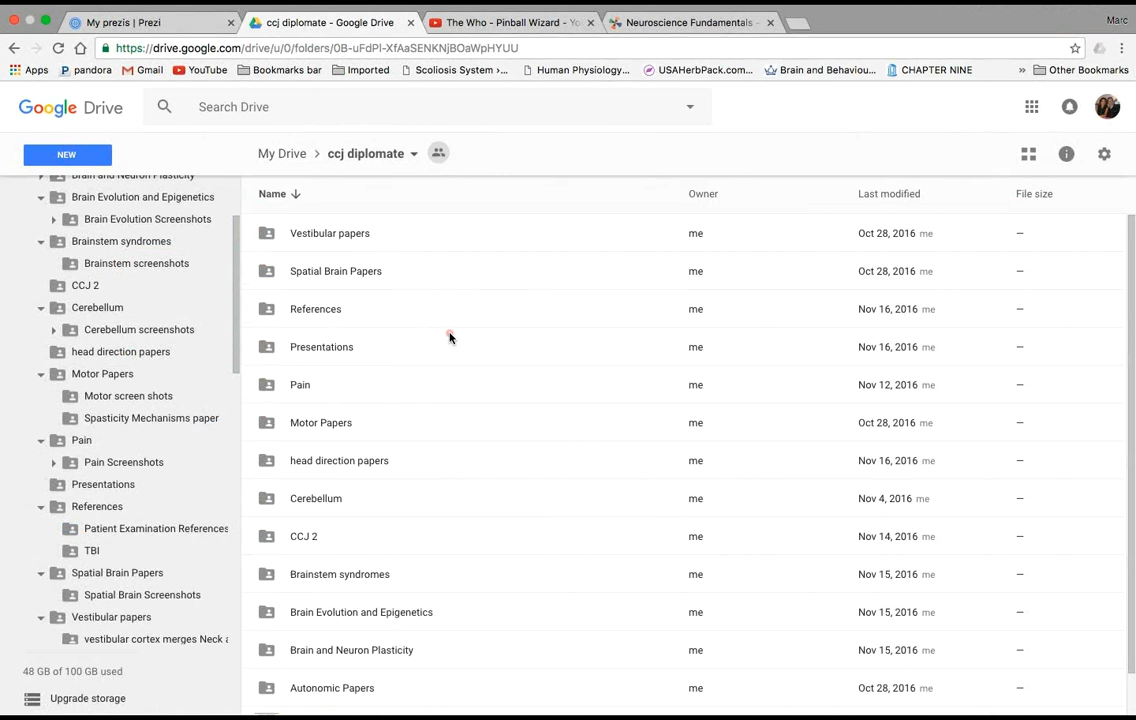 My prezis | Prezi
ccj diplomate - Google Drive
The Who - Pinball Wizard - Yo
Neuroscience Fundamentals -
Marc
https://drive.google.com/drive/u/0/folders/0B-uFdPl-XfAaSENKNjBOaWpHYUU
Apps
pandora
Gmail
YouTube
Bookmarks bar
Imported
Scoliosis System ›...
Human Physiology...
USAHerbPack.com...
Brain and Behaviou...
CHAPTER NINE
»
Other Bookmarks
Google Drive
Search Drive
NEW
My Drive > ccj diplomate
Brain and Neuron Plasticity
Brain Evolution and Epigenetics
Brain Evolution Screenshots
Brainstem syndromes
Brainstem screenshots
CCJ 2
Cerebellum
Cerebellum screenshots
head direction papers
Motor Papers
Motor screen shots
Spasticity Mechanisms paper
Pain
Pain Screenshots
Presentations
References
Patient Examination References
TBI
Spatial Brain Papers
Spatial Brain Screenshots
Vestibular papers
vestibular cortex merges Neck a
48 GB of 100 GB used
Upgrade storage
Name Owner Last modified File size
Vestibular papers me Oct 28, 2016 me —
Spatial Brain Papers me Oct 28, 2016 me —
References me Nov 16, 2016 me —
Presentations me Nov 16, 2016 me —
Pain me Nov 12, 2016 me —
Motor Papers me Oct 28, 2016 me —
head direction papers me Nov 16, 2016 me —
Cerebellum me Nov 4, 2016 me —
CCJ 2 me Nov 14, 2016 me —
Brainstem syndromes me Nov 15, 2016 me —
Brain Evolution and Epigenetics me Nov 15, 2016 me —
Brain and Neuron Plasticity me Nov 15, 2016 me —
Autonomic Papers me Oct 28, 2016 me —